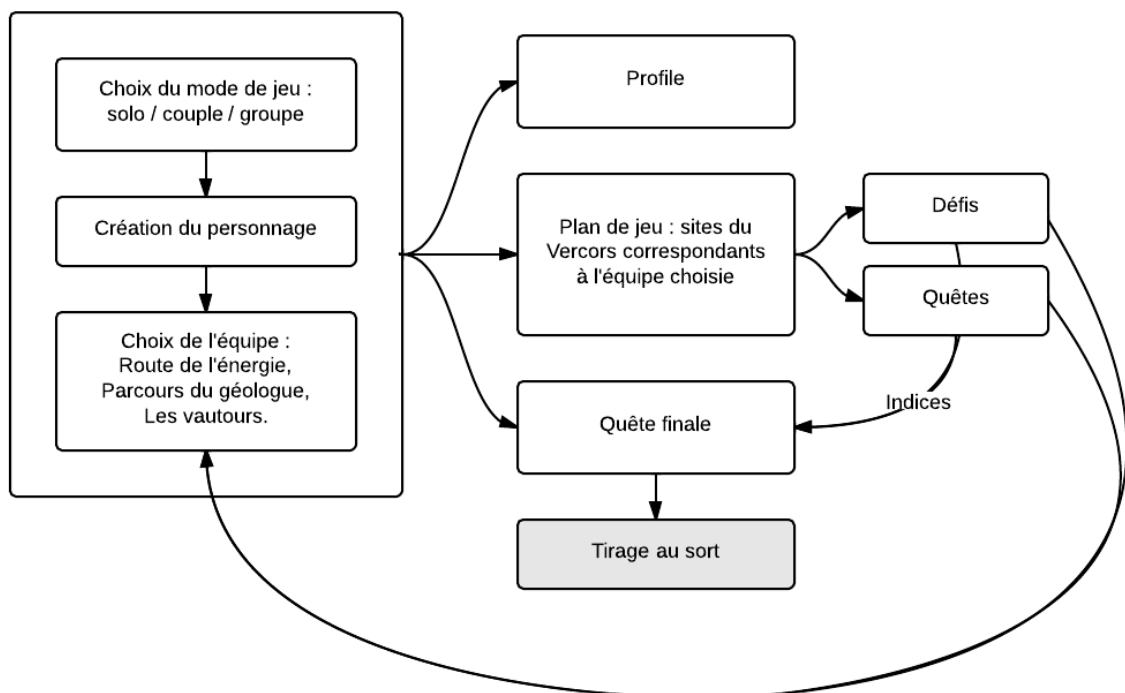 Choix du mode de jeu :
solo / couple / groupe
Création du personnage
Choix de l'équipe :
Route de l'énergie,
Parcours du géologue,
Les vautours.
Profile
Plan de jeu : sites du
Vercors correspondants
à l'équipe choisie
Défis
Quêtes
Indices
Quête finale
Tirage au sort